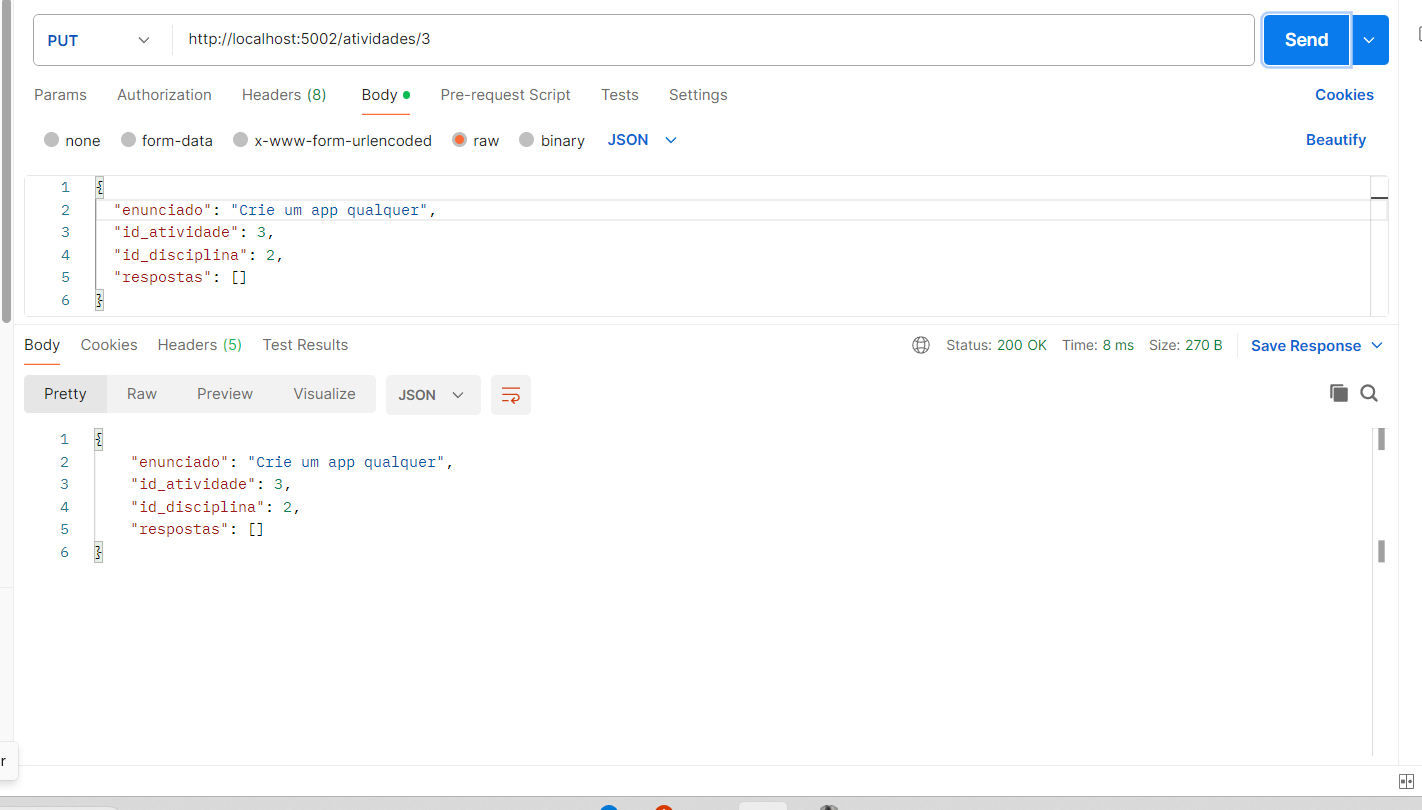 PUT http://localhost:5002/atividades/3 Send
Params Authorization Headers (8) Body Pre-request Script Tests Settings Cookies
none form-data x-www-form-urlencoded raw binary JSON Beautify
1 {
2 "enunciado": "Crie um app qualquer",
3 "id_atividade": 3,
4 "id_disciplina": 2,
5 "respostas": []
6 }
Body Cookies Headers (5) Test Results Status: 200 OK Time: 8 ms Size: 270 B Save Response
Pretty Raw Preview Visualize JSON
1 {
2 "enunciado": "Crie um app qualquer",
3 "id_atividade": 3,
4 "id_disciplina": 2,
5 "respostas": []
6 }
r